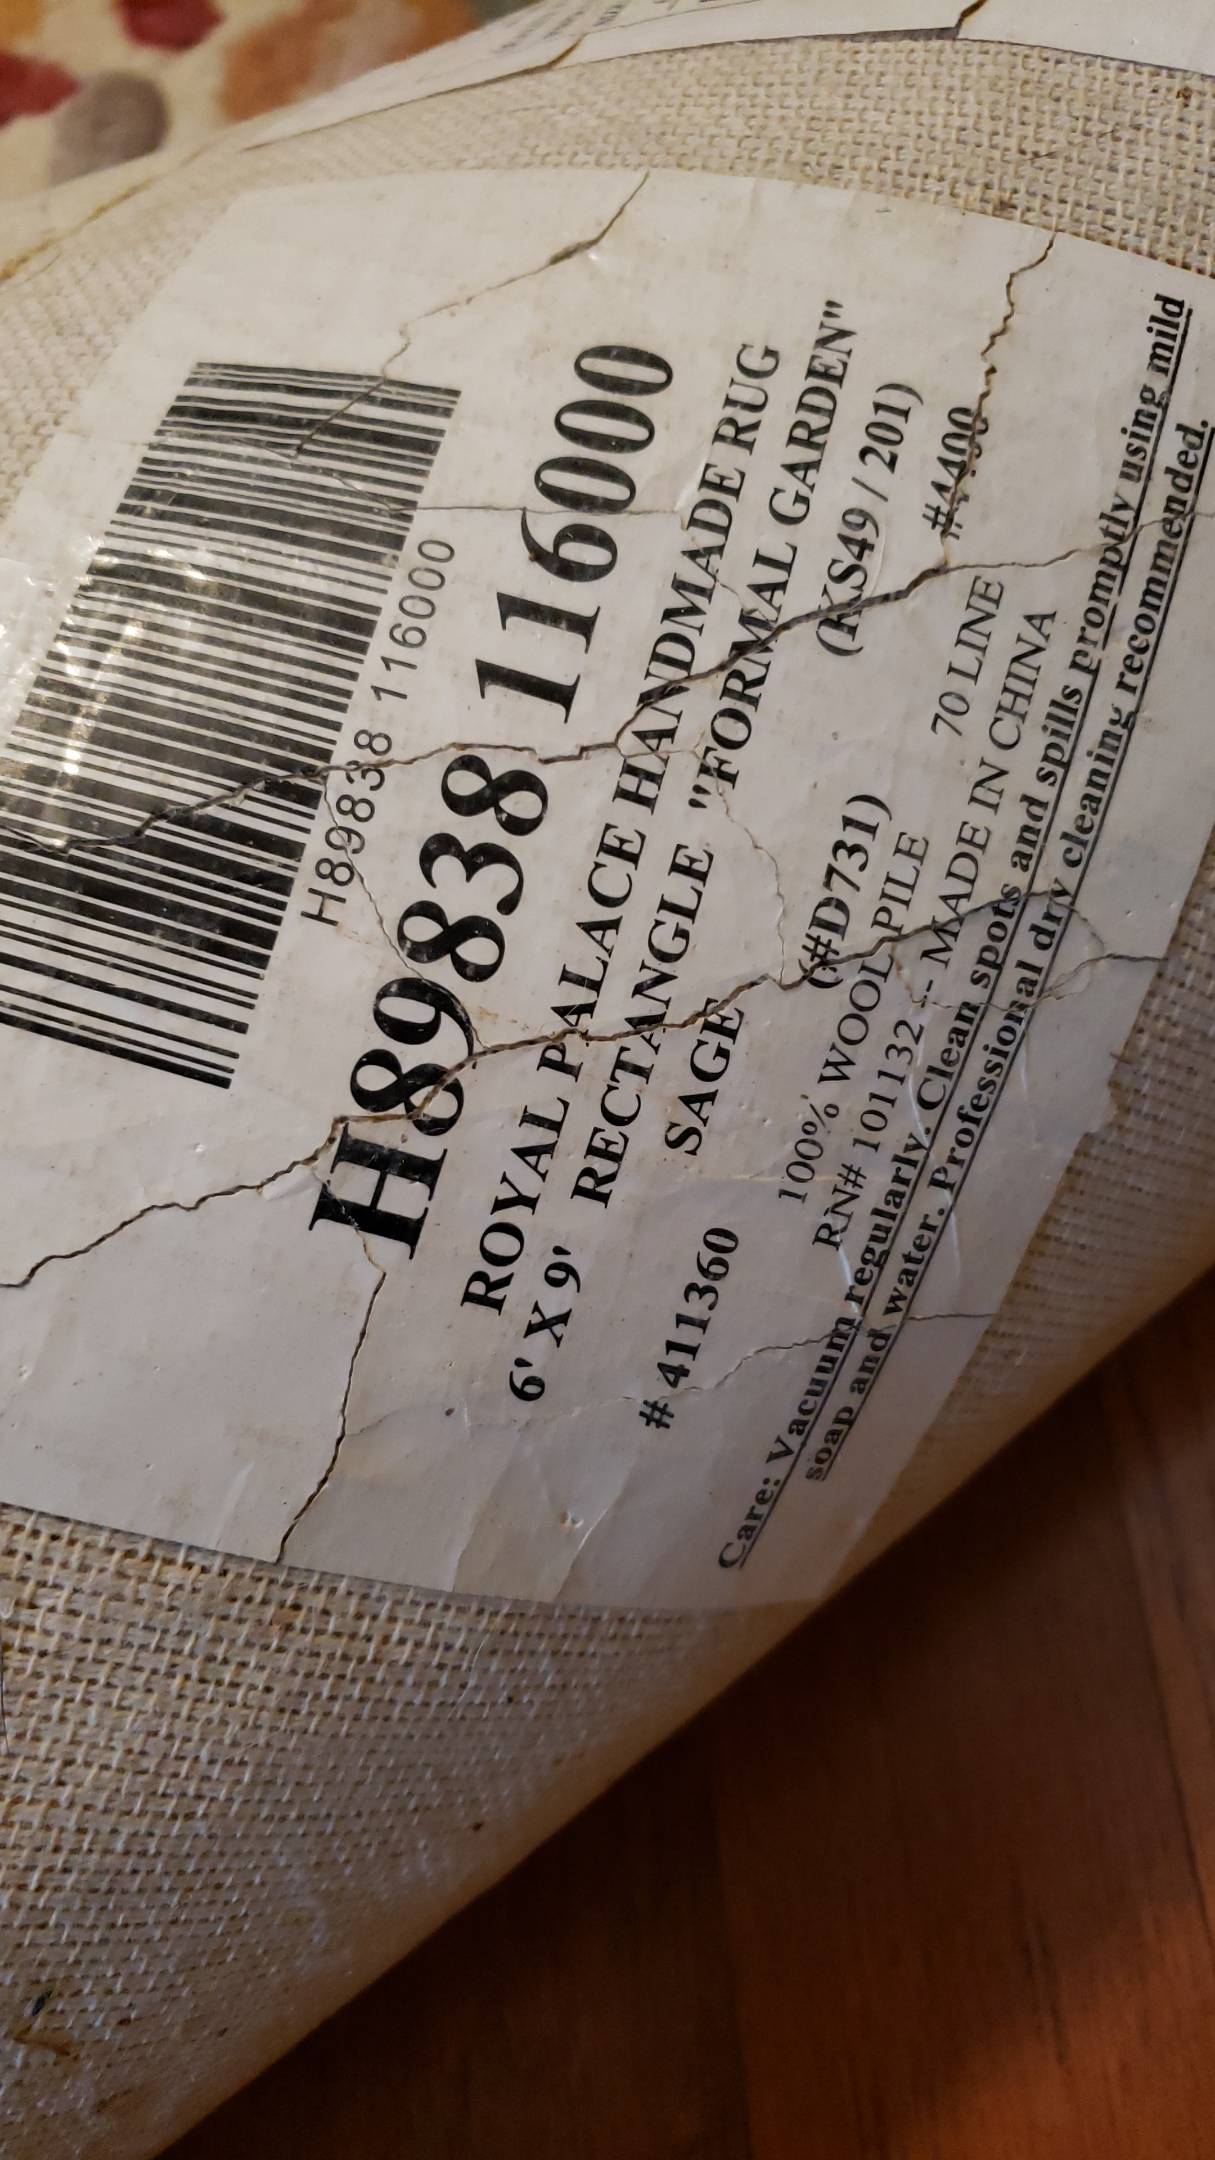 H89838 116000
H89838 116000
ROYAL PALACE HANDMADE RUG
6' X 9' RECTANGLE "FORMAL GARDEN"
# 411360 SAGE (#D731) (KS49 / 201) #4400
100% WOOL PILE 70 LINE
RN# 101132 -- MADE IN CHINA
Care: Vacuum regularly. Clean spots and spills promptly using mild
soap and water. Professional dry cleaning recommended.